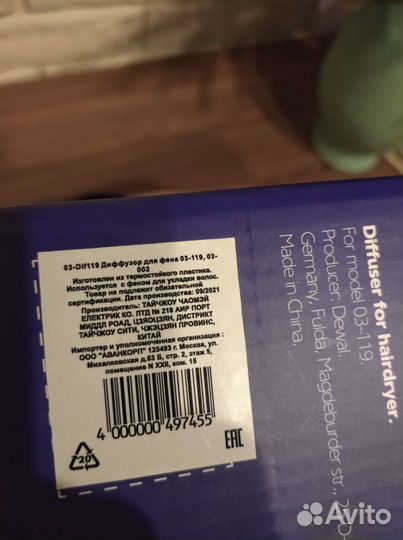 03-Dif119 Диффузор для фена 03-119, 03-
002
Изготовлен из термостойкого пластика.
Используется с феном для укладки волос.
Товар не подлежит обязательной
сертификации. Дата производства: 09/2021
Производитель: ТАЙЧЖОУ ЧАОМЭЙ
ЕЛЕКТРИК КО. ЛТД № 218 АИР ПОРТ
МИДДЛ РОАД, ЦЗЯОЦЗЯН, ДИСТРИКТ
ТАЙЧЖОУ СИТИ, ЧЖЭЦЗЯН ПРОВИНС,
КИТАЙ
Импортер и уполномоченная организация:
ООО "АВАНКОРП" 125493 г. Москва, ул.
Михалковская д.63 Б, стр. 2, этаж 5,
помещение N XXII, ком. 15
4 000000 497455
20
EAC
Diffuser for hairdryer.
For model 03-119,
Producer: Dewal.
Germany, Fulda, Magdeburder str.,
Made in China.
Avito